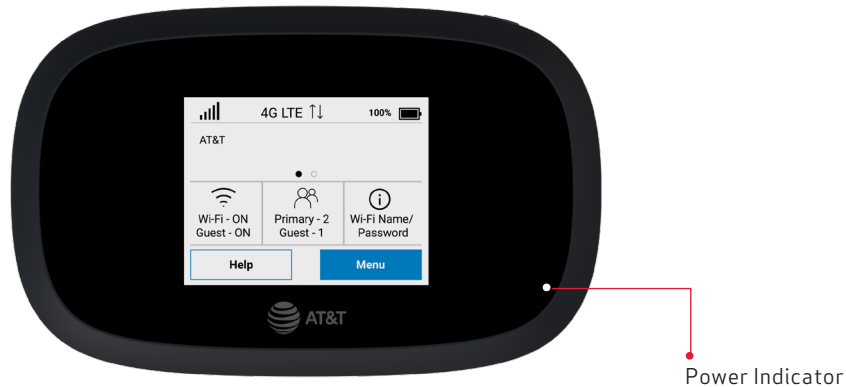 4G LTE ↑↓ 100%
AT&T
Wi-Fi - ON
Guest - ON
Primary - 2
Guest - 1
Wi-Fi Name/
Password
Help
Menu
AT&T
Power Indicator